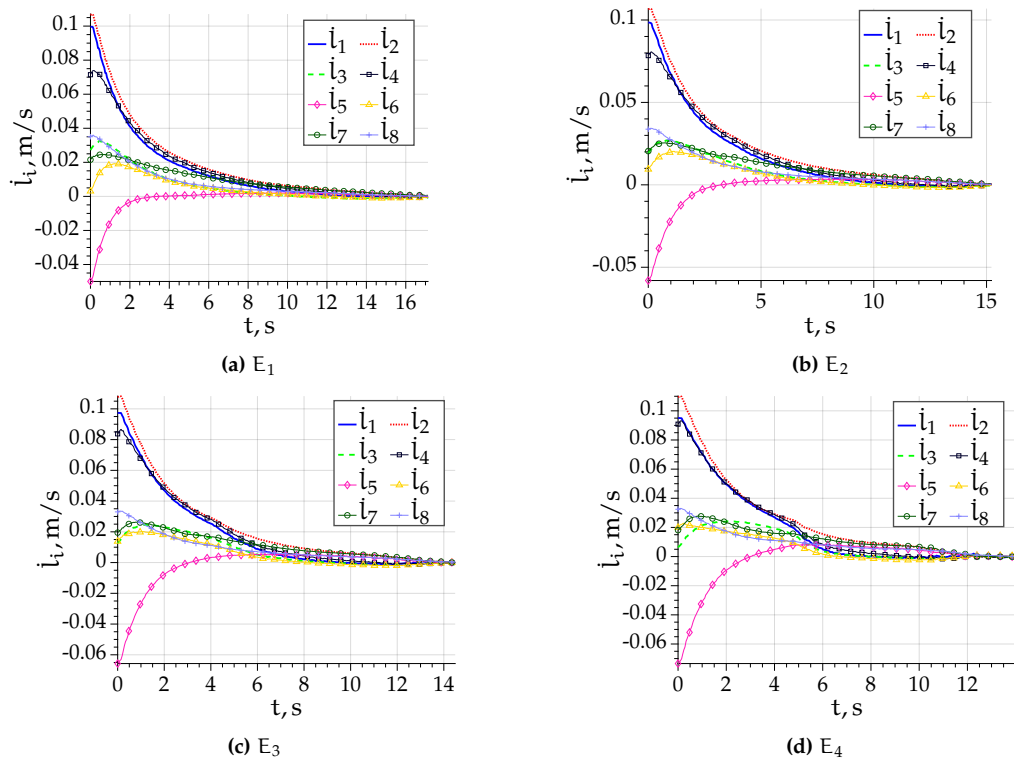 0.1
0.08
0.06
0.04
0.02
0
-0.02
-0.04
l̇ᵢ, m/s
l̇₁ l̇₂
l̇₃ l̇₄
l̇₅ l̇₆
l̇₇ l̇₈
0 2 4 6 8 10 12 14 16
t, s
(a) E₁
0.1
0.05
0
-0.05
l̇ᵢ, m/s
l̇₁ l̇₂
l̇₃ l̇₄
l̇₅ l̇₆
l̇₇ l̇₈
0 5 10 15
t, s
(b) E₂
0.1
0.08
0.06
0.04
0.02
0
-0.02
-0.04
-0.06
l̇ᵢ, m/s
l̇₁ l̇₂
l̇₃ l̇₄
l̇₅ l̇₆
l̇₇ l̇₈
0 2 4 6 8 10 12 14
t, s
(c) E₃
0.1
0.08
0.06
0.04
0.02
0
-0.02
-0.04
-0.06
l̇ᵢ, m/s
l̇₁ l̇₂
l̇₃ l̇₄
l̇₅ l̇₆
l̇₇ l̇₈
0 2 4 6 8 10 12
t, s
(d) E₄